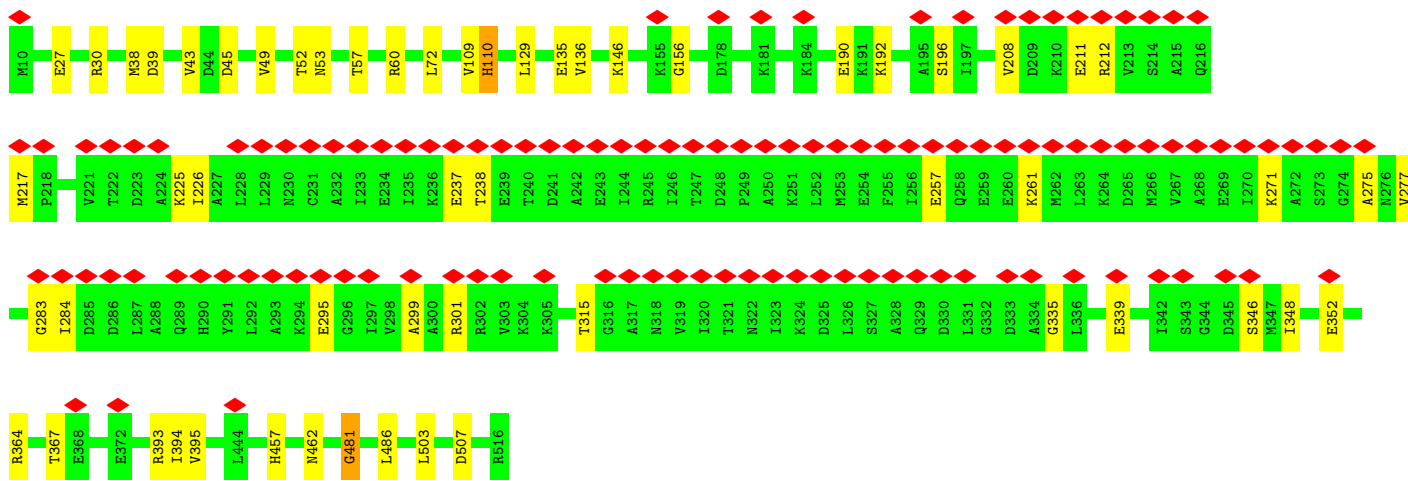 M10 E27 R30 M38 D39 V43 D44 D45 V49 T52 N53 T57 R60 L72 V109 H110 L129 E135 V136 K146 K155 G156 D178 K181 K184 E190 K191 K192 A195 S196 I197 V208 D209 K210 E211 R212 V213 S214 A215 Q216
M217 P218 V221 T222 D223 A224 K225 I226 A227 L228 L229 N230 C231 A232 I233 E234 I235 K236 E237 T238 E239 T240 D241 A242 E243 I244 R245 I246 T247 D248 P249 A250 K251 L252 M253 E254 F255 I256 E257 Q258 E259 E260 K261 M262 L263 K264 D265 M266 V267 A268 E269 I270 K271 A272 S273 G274 A275 N276 V277
G283 I284 D285 D286 L287 A288 Q289 H290 Y291 L292 A293 K294 E295 G296 I297 V298 A299 A300 R301 R302 V303 K304 K305 T315 G316 A317 N318 V319 I320 T321 N322 I323 K324 D325 L326 S327 A328 Q329 D330 L331 G332 D333 A334 G335 L336 E339 I342 S343 G344 D345 S346 M347 I348 E352
R364 T367 E368 E372 R393 I394 V395 L444 H457 N462 G481 L486 L503 D507 R516